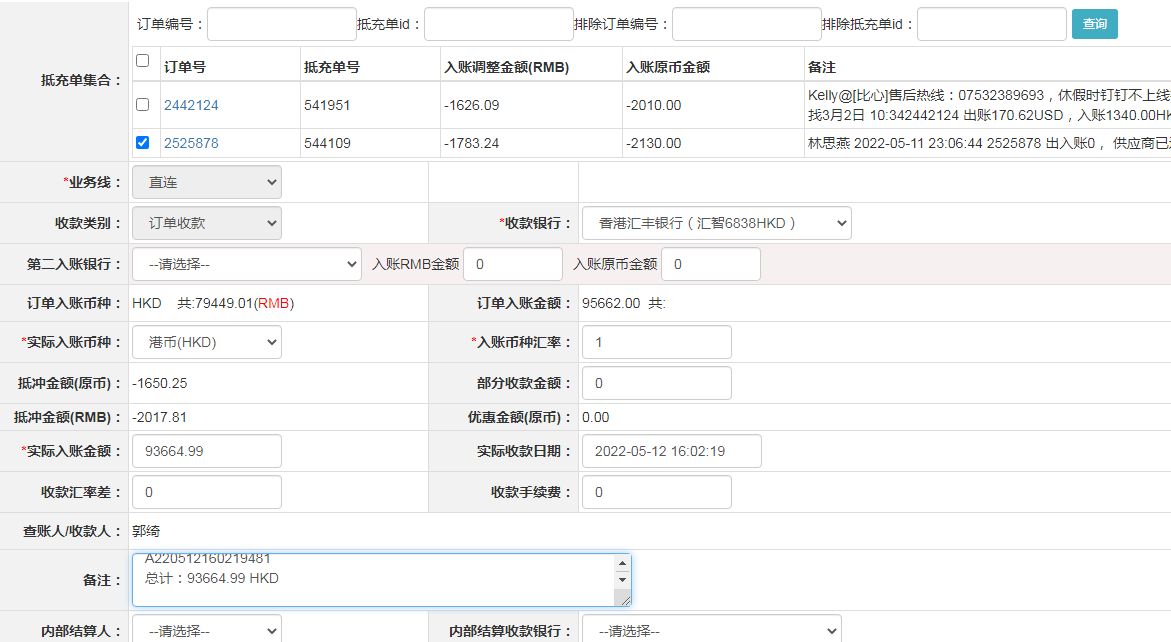 订单编号： 抵充单id： 排除订单编号： 排除抵充单id： 查询
抵充单集合：
订单号 抵充单号 入账调整金额(RMB) 入账原币金额 备注
2442124 541951 -1626.09 -2010.00 Kelly@[比心]售后热线：07532389693，休假时钉钉不上线
找3月2日 10:342442124 出账170.62USD，入账1340.00HK
2525878 544109 -1783.24 -2130.00 林思燕 2022-05-11 23:06:44 2525878 出入账0， 供应商已
*业务线： 直连
收款类别： 订单收款 *收款银行： 香港汇丰银行（汇智6838HKD）
第二入账银行： --请选择-- 入账RMB金额 0 入账原币金额 0
订单入账币种： HKD 共:79449.01(RMB) 订单入账金额： 95662.00 共:
*实际入账币种： 港币(HKD) *入账币种汇率： 1
抵冲金额(原币)： -1650.25 部分收款金额： 0
抵冲金额(RMB)： -2017.81 优惠金额(原币)： 0.00
*实际入账金额： 93664.99 实际收款日期： 2022-05-12 16:02:19
收款汇率差： 0 收款手续费： 0
查账人/收款人： 郭绮
A220512160219481
备注： 总计：93664.99 HKD
内部结算人： --请选择-- 内部结算收款银行： --请选择--